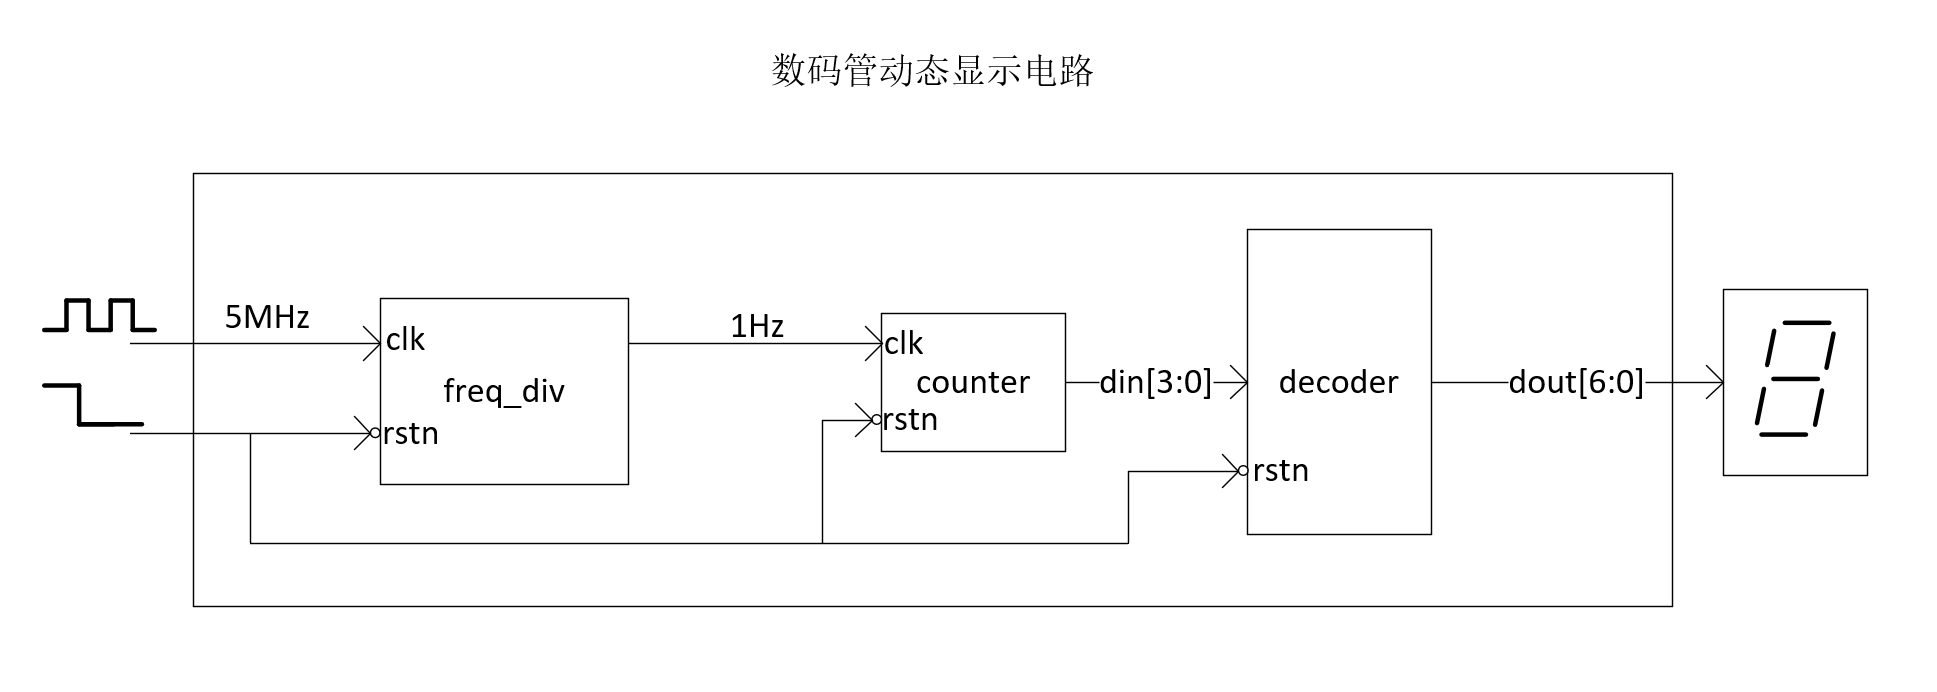 数码管动态显示电路
5MHz
clk
freq_div
rstn
1Hz
clk
counter
rstn
din[3:0]
decoder
rstn
dout[6:0]